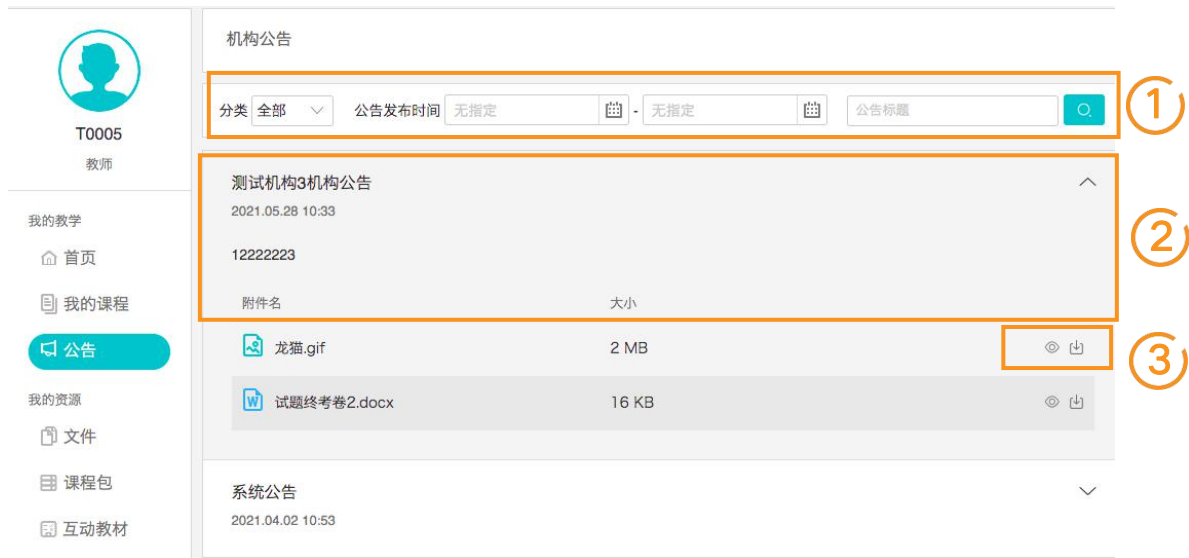 T0005
教师
我的教学
首页
我的课程
公告
我的资源
文件
课程包
互动教材
机构公告
分类 全部 公告发布时间 无指定 - 无指定 公告标题
①
测试机构3机构公告
2021.05.28 10:33
12222223
②
附件名 大小
龙猫.gif 2 MB
③
W 试题终考卷2.docx 16 KB
系统公告
2021.04.02 10:53